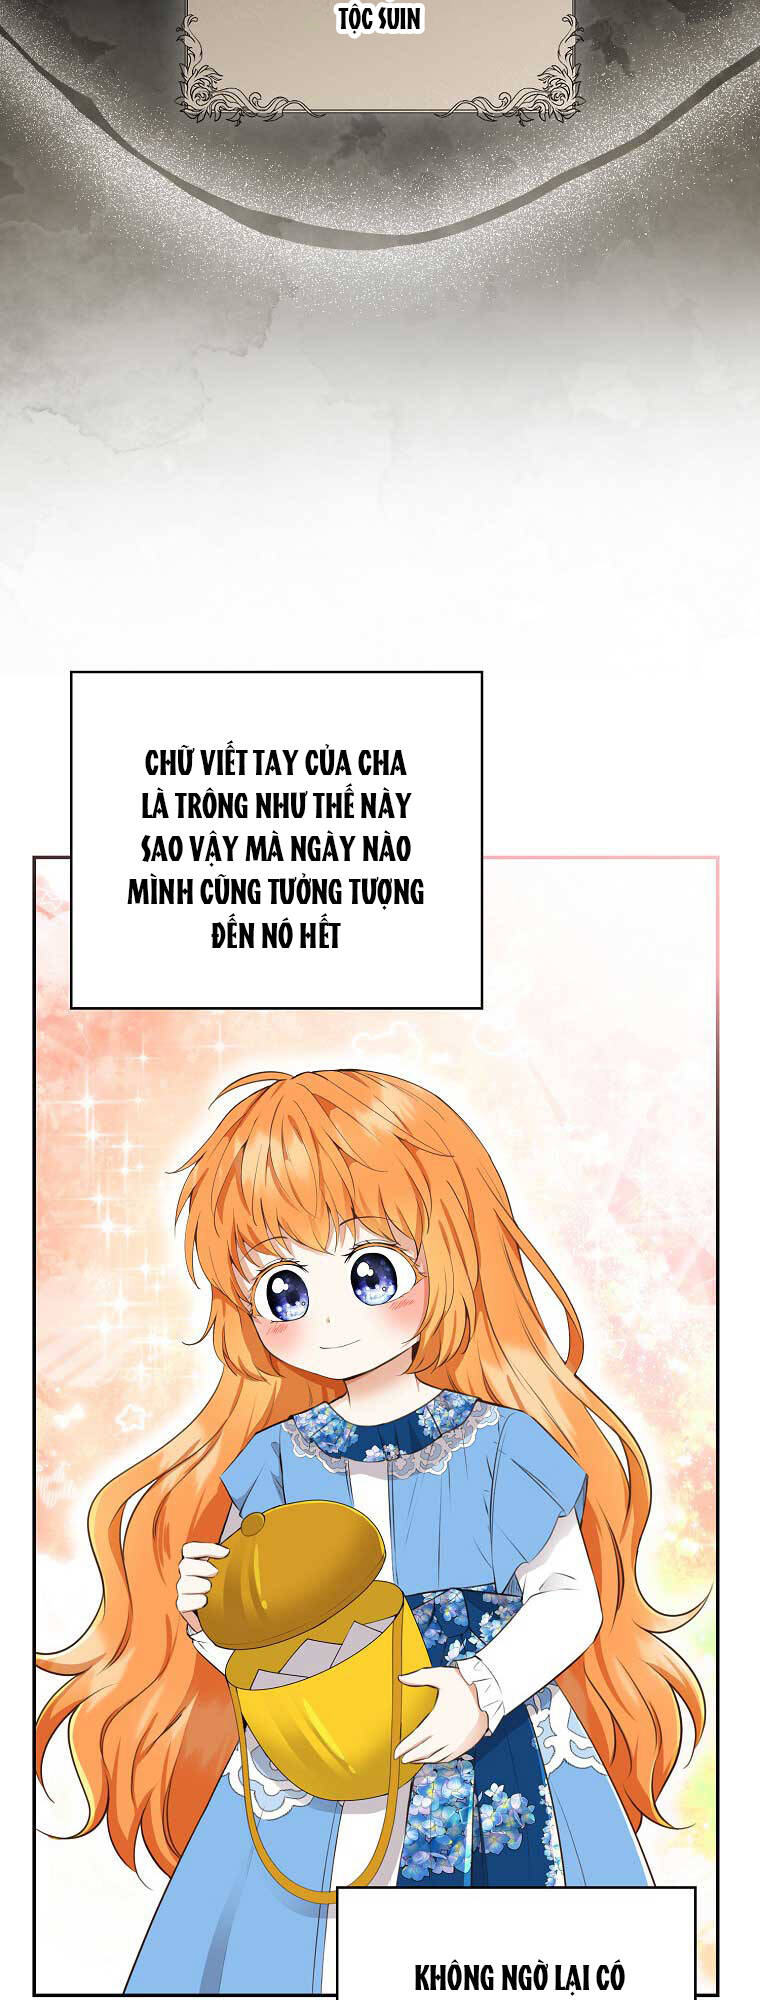 TỘC SUIN
CHỮ VIẾT TAY CỦA CHA
LÀ TRÔNG NHƯ THẾ NÀY
SAO VẬY MÀ NGÀY NÀO
MÌNH CŨNG TƯỞNG TƯỢNG
ĐẾN NÓ HẾT
KHÔNG NGỜ LẠI CÓ